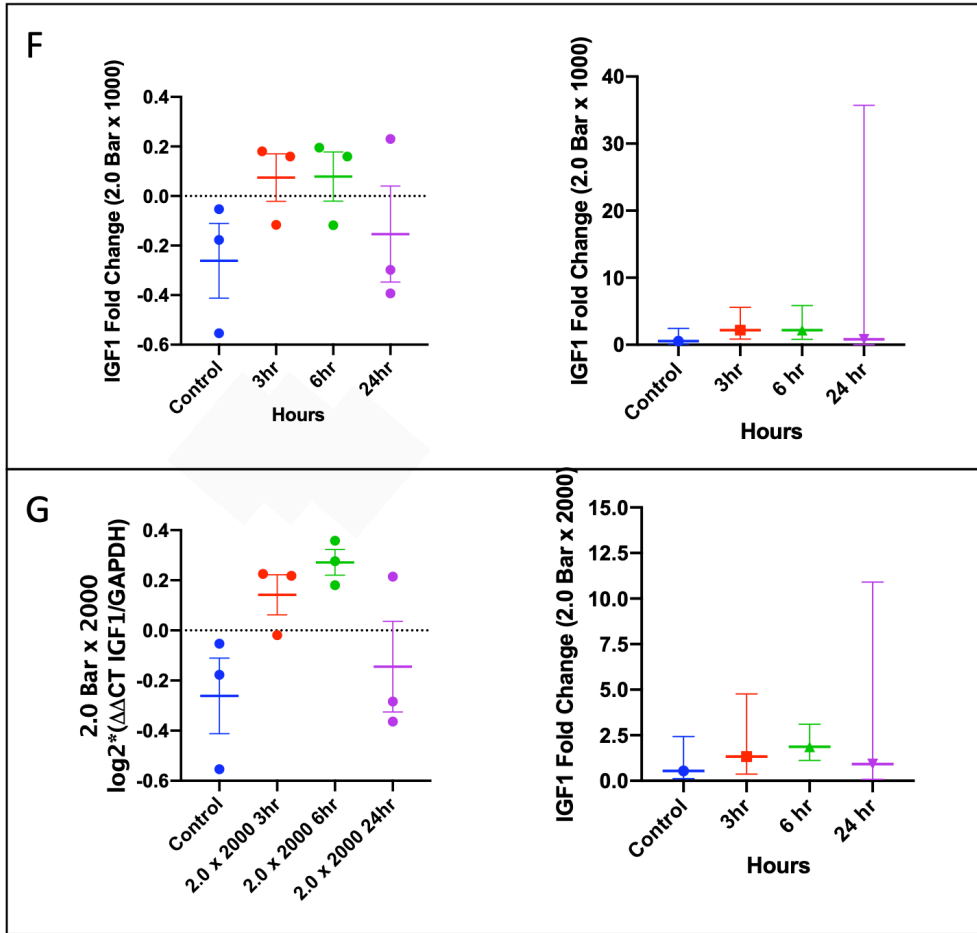 F
IGF1 Fold Change (2.0 Bar x 1000)
0.4
0.2
0.0
-0.2
-0.4
-0.6
Control
3hr
6hr
24hr
Hours
IGF1 Fold Change (2.0 Bar x 1000)
40
30
20
10
0
Control
3hr
6 hr
24 hr
Hours
G
2.0 Bar x 2000
log2*(ΔΔCT IGF1/GAPDH)
0.4
0.2
0.0
-0.2
-0.4
-0.6
Control
2.0 x 2000 3hr
2.0 x 2000 6hr
2.0 x 2000 24hr
IGF1 Fold Change (2.0 Bar x 2000)
15.0
12.5
10.0
7.5
5.0
2.5
0.0
Control
3hr
6 hr
24 hr
Hours